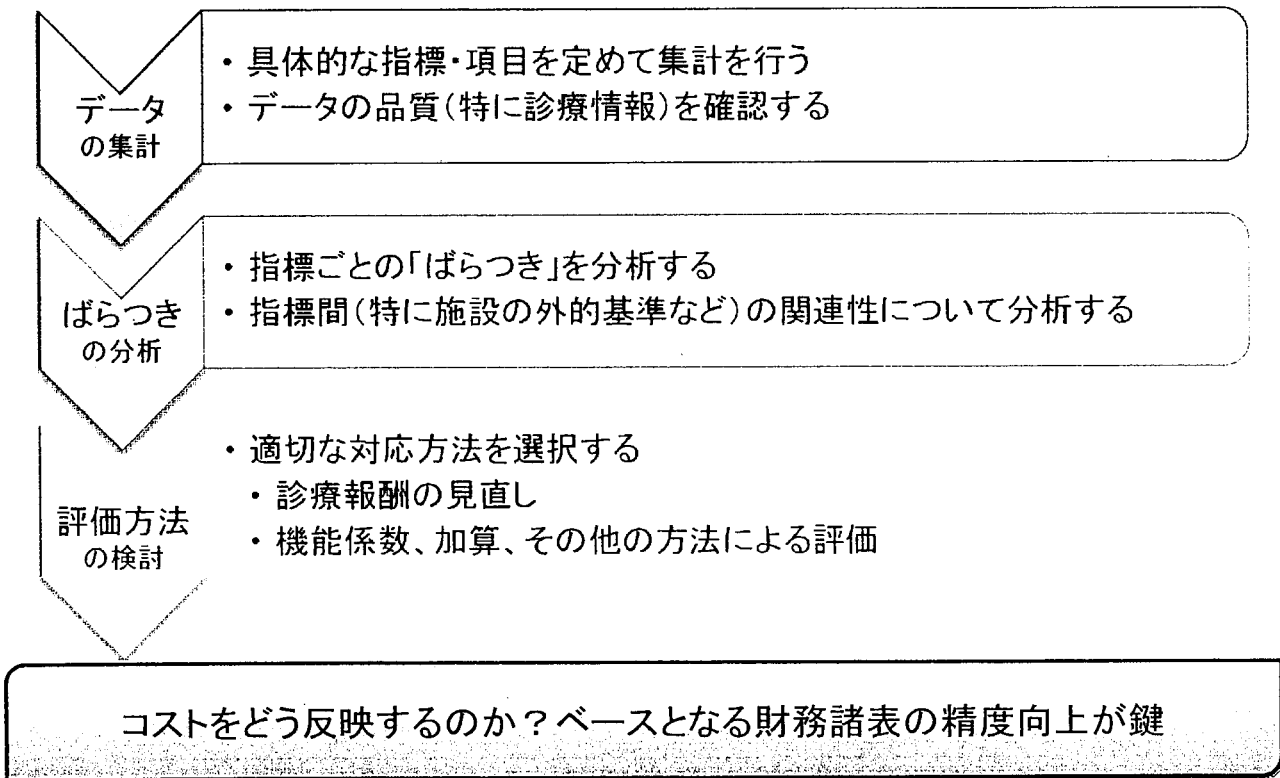 データ
の集計
・具体的な指標・項目を定めて集計を行う
・データの品質(特に診療情報)を確認する
ばらつき
の分析
・指標ごとの「ばらつき」を分析する
・指標間(特に施設の外的基準など)の関連性について分析する
評価方法
の検討
・適切な対応方法を選択する
・診療報酬の見直し
・機能係数、加算、その他の方法による評価
コストをどう反映するのか？ベースとなる財務諸表の精度向上が鍵